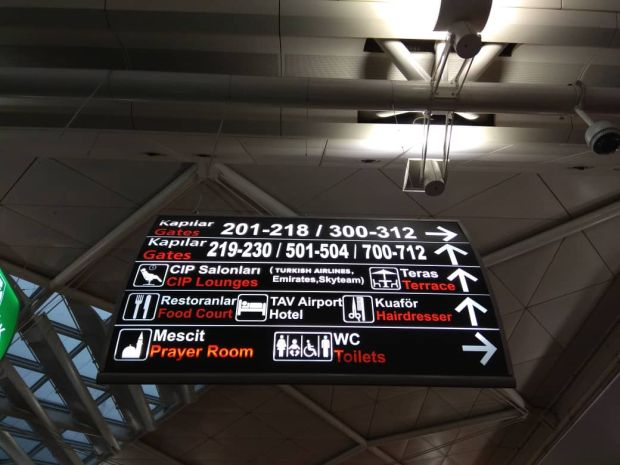 Kapılar
Gates 201-218 / 300-312
Kapılar
Gates 219-230 / 501-504 / 700-712
CIP Salonları (TURKISH AIRLINES, Teras
CIP Lounges Emirates,Skyteam) Terrace
Restoranlar TAV Airport Kuaför
Food Court Hotel Hairdresser
Mescit WC
Prayer Room Toilets